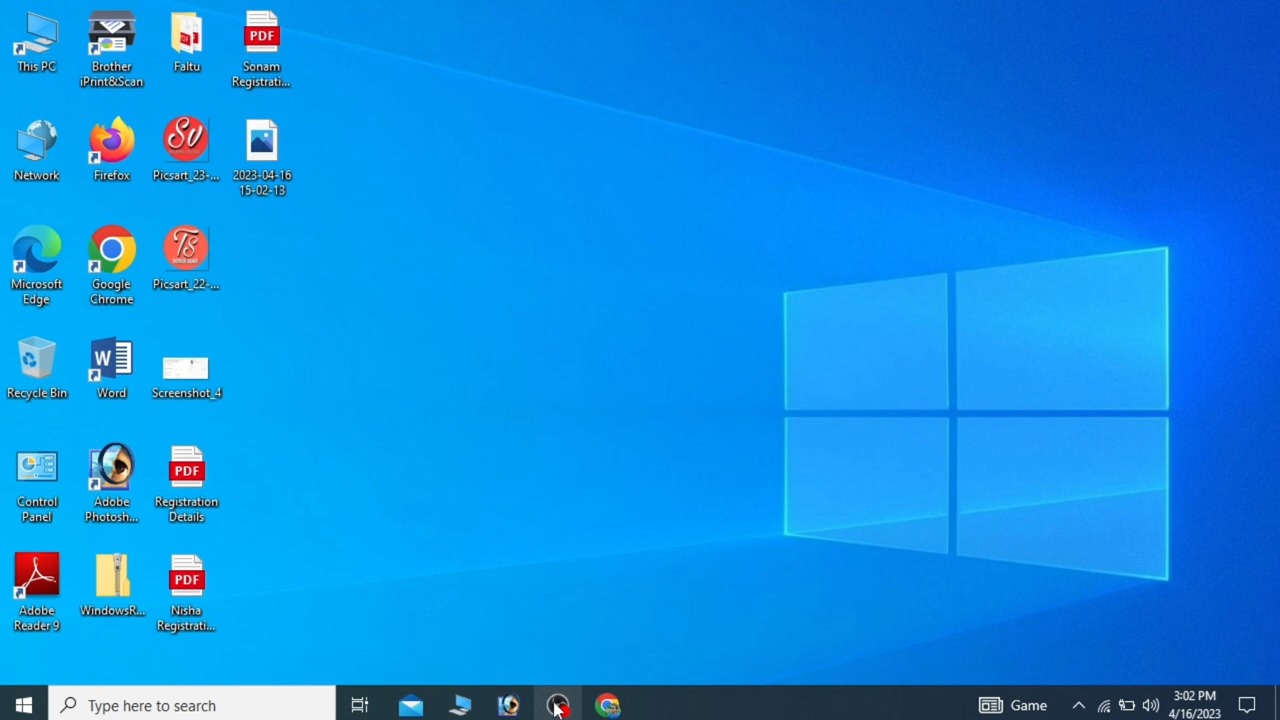 This PC
Brother
iPrint&Scan
Faltu
PDF
Sonam
Registrati...
Network
Firefox
SV
Picsart_23-...
2023-04-16
15-02-13
Microsoft
Edge
Google
Chrome
TS
Picsart_22-...
Recycle Bin
W
Word
Screenshot_4
Control
Panel
Adobe
Photosh...
PDF
Registration
Details
Adobe
Reader 9
WindowsR...
PDF
Nisha
Registrati...
Type here to search
Game
3:02 PM
4/16/2023